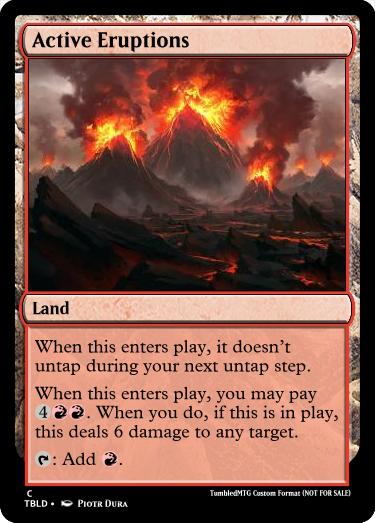 Active Eruptions
Land
When this enters play, it doesn't
untap during your next untap step.
When this enters play, you may pay
4. When you do, if this is in play,
this deals 6 damage to any target.
: Add .
C
TBLD • Piotr Dura
TumbledMTG Custom Format (NOT FOR SALE)